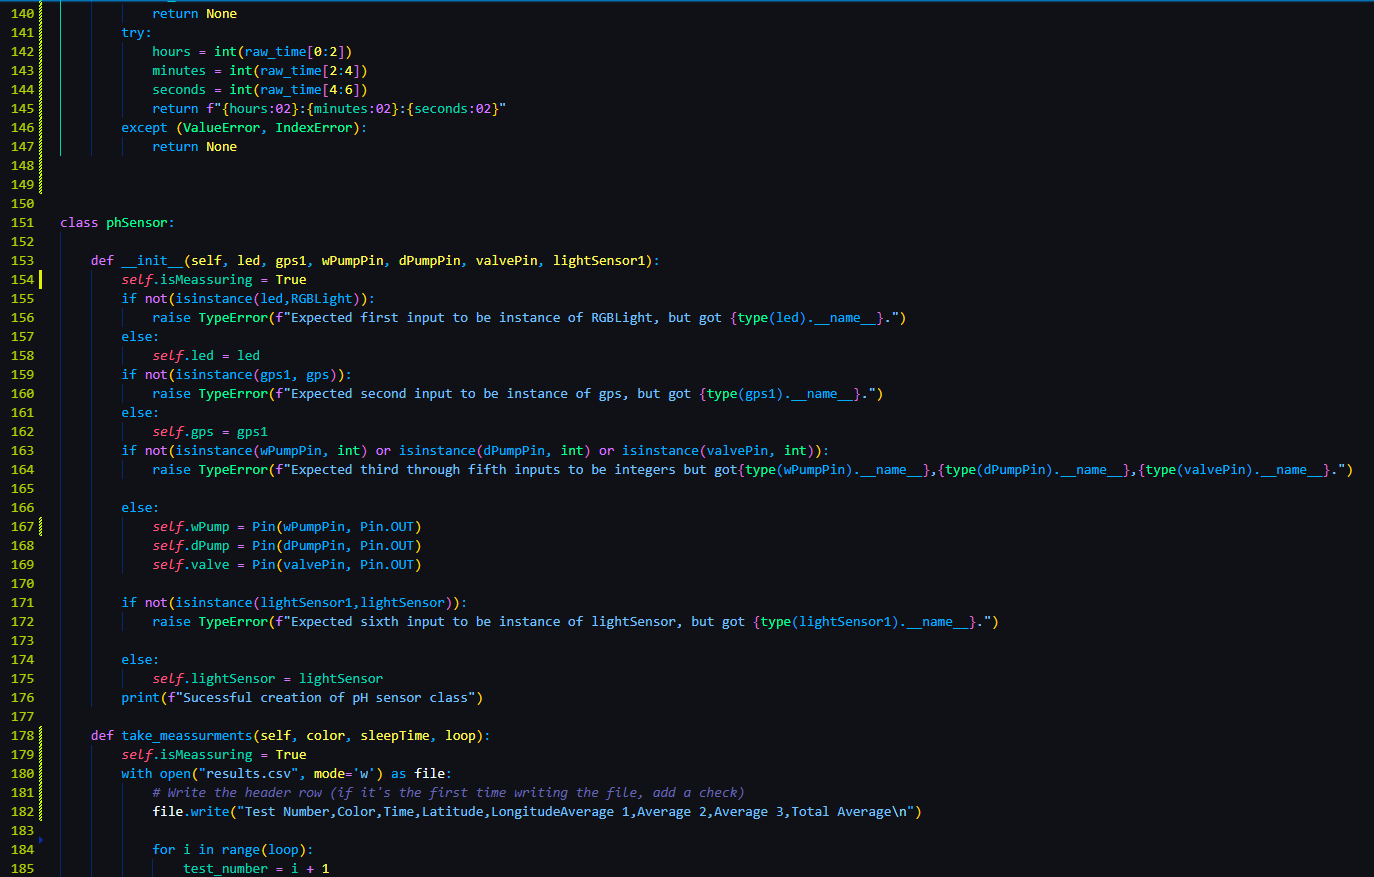 140 return None
141 try:
142 hours = int(raw_time[0:2])
143 minutes = int(raw_time[2:4])
144 seconds = int(raw_time[4:6])
145 return f"{hours:02}:{minutes:02}:{seconds:02}"
146 except (ValueError, IndexError):
147 return None
148
149
150
151 class phSensor:
152
153 def __init__(self, led, gps1, wPumpPin, dPumpPin, valvePin, lightSensor1):
154 self.isMeassuring = True
155 if not(isinstance(led,RGBLight)):
156 raise TypeError(f"Expected first input to be instance of RGBLight, but got {type(led).__name__}.")
157 else:
158 self.led = led
159 if not(isinstance(gps1, gps)):
160 raise TypeError(f"Expected second input to be instance of gps, but got {type(gps1).__name__}.")
161 else:
162 self.gps = gps1
163 if not(isinstance(wPumpPin, int) or isinstance(dPumpPin, int) or isinstance(valvePin, int)):
164 raise TypeError(f"Expected third through fifth inputs to be integers but got{type(wPumpPin).__name__},{type(dPumpPin).__name__},{type(valvePin).__name__}.")
165
166 else:
167 self.wPump = Pin(wPumpPin, Pin.OUT)
168 self.dPump = Pin(dPumpPin, Pin.OUT)
169 self.valve = Pin(valvePin, Pin.OUT)
170
171 if not(isinstance(lightSensor1,lightSensor)):
172 raise TypeError(f"Expected sixth input to be instance of lightSensor, but got {type(lightSensor1).__name__}.")
173
174 else:
175 self.lightSensor = lightSensor
176 print(f"Sucessful creation of pH sensor class")
177
178 def take_meassurments(self, color, sleepTime, loop):
179 self.isMeassuring = True
180 with open("results.csv", mode='w') as file:
181 # Write the header row (if it's the first time writing the file, add a check)
182 file.write("Test Number,Color,Time,Latitude,LongitudeAverage 1,Average 2,Average 3,Total Average\n")
183
184 for i in range(loop):
185 test_number = i + 1